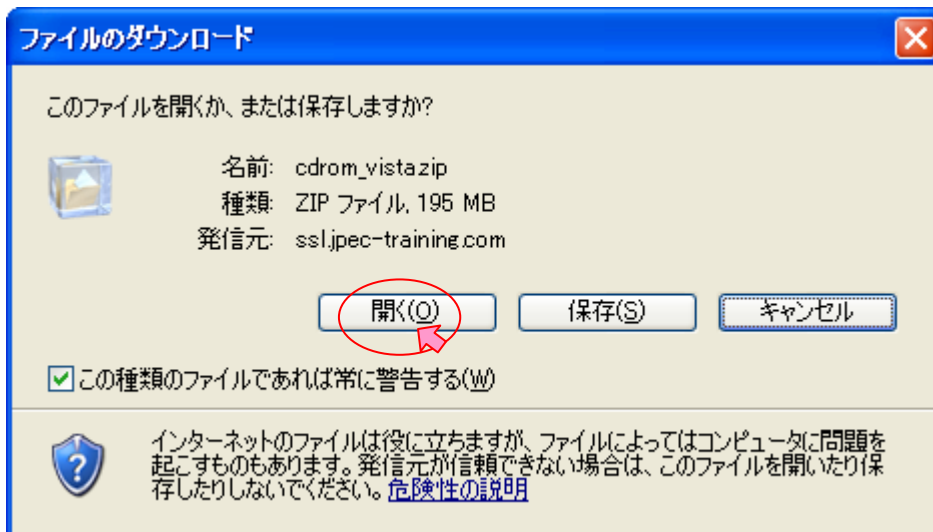 ファイルのダウンロード
このファイルを開くか、または保存しますか?
名前: cdrom_vista.zip
種類: ZIP ファイル, 195 MB
発信元: ssl.jpec-training.com
開く(O) 保存(S) キャンセル
この種類のファイルであれば常に警告する(W)
インターネットのファイルは役に立ちますが、ファイルによってはコンピュータに問題を
起こすものもあります。発信元が信頼できない場合は、このファイルを開いたり保
存したりしないでください。危険性の説明